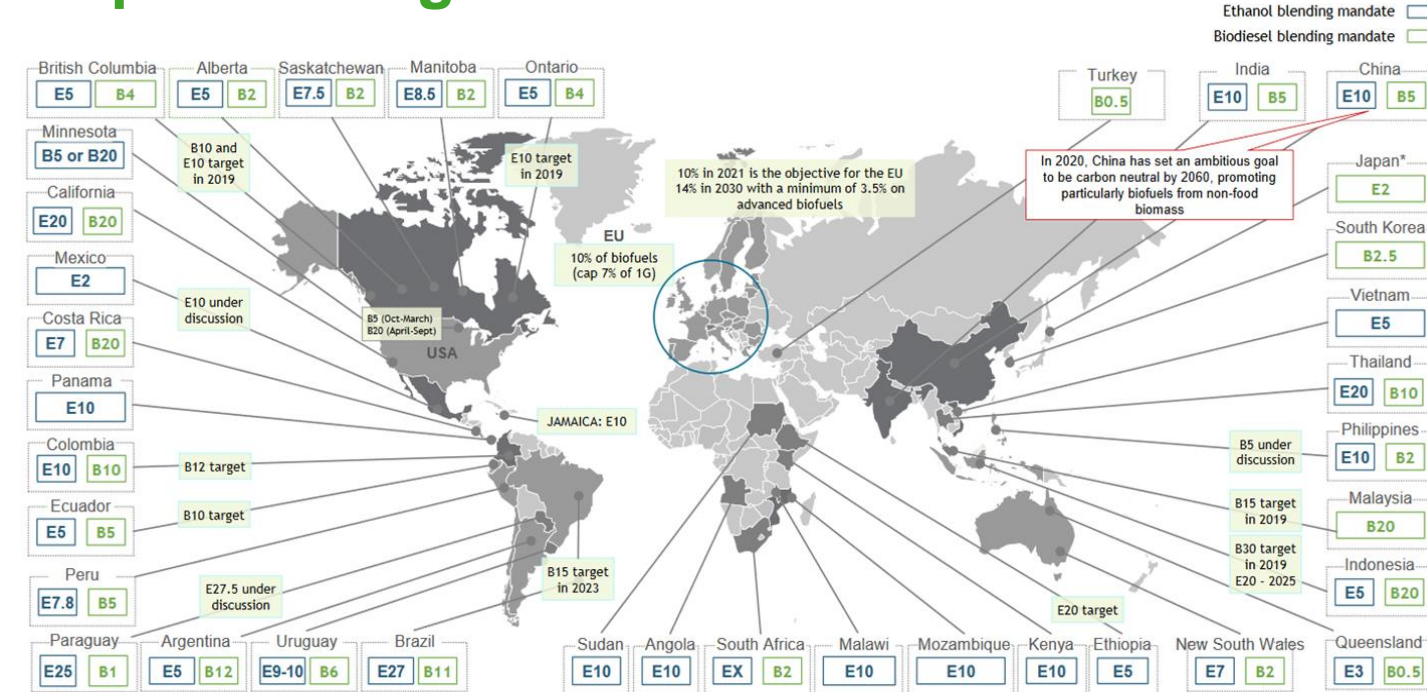 Ethanol blending mandate
Biodiesel blending mandate
British Columbia
E5 B4
Alberta
E5 B2
Saskatchewan
E7.5 B2
Manitoba
E8.5 B2
Ontario
E5 B4
Turkey
B0.5
India
E10 B5
China
E10 B5
Minnesota
B5 or B20
California
E20 B20
Mexico
E2
Costa Rica
E7 B20
Panama
E10
Colombia
E10 B10
Ecuador
E5 B5
Peru
E7.8 B5
B10 and
E10 target
in 2019
E10 target
in 2019
10% in 2021 is the objective for the EU
14% in 2030 with a minimum of 3.5% on
advanced biofuels
In 2020, China has set an ambitious goal
to be carbon neutral by 2060, promoting
particularly biofuels from non-food
biomass
EU
10% of biofuels
(cap 7% of 1G)
E10 under
discussion
B5 (Oct-March)
B20 (April-Sept)
USA
JAMAICA: E10
B12 target
B10 target
E27.5 under
discussion
B15 target
in 2023
Japan*
E2
South Korea
B2.5
Vietnam
E5
Thailand
E20 B10
Philippines
E10 B2
Malaysia
B20
Indonesia
E5 B20
B5 under
discussion
B15 target
in 2019
B30 target
in 2019
E20 - 2025
E20 target
Paraguay
E25 B1
Argentina
E5 B12
Uruguay
E9-10 B6
Brazil
E27 B11
Sudan
E10
Angola
E10
South Africa
EX B2
Malawi
E10
Mozambique
E10
Kenya
E10
Ethiopia
E5
New South Wales
E7 B2
Queensland
E3 B0.5